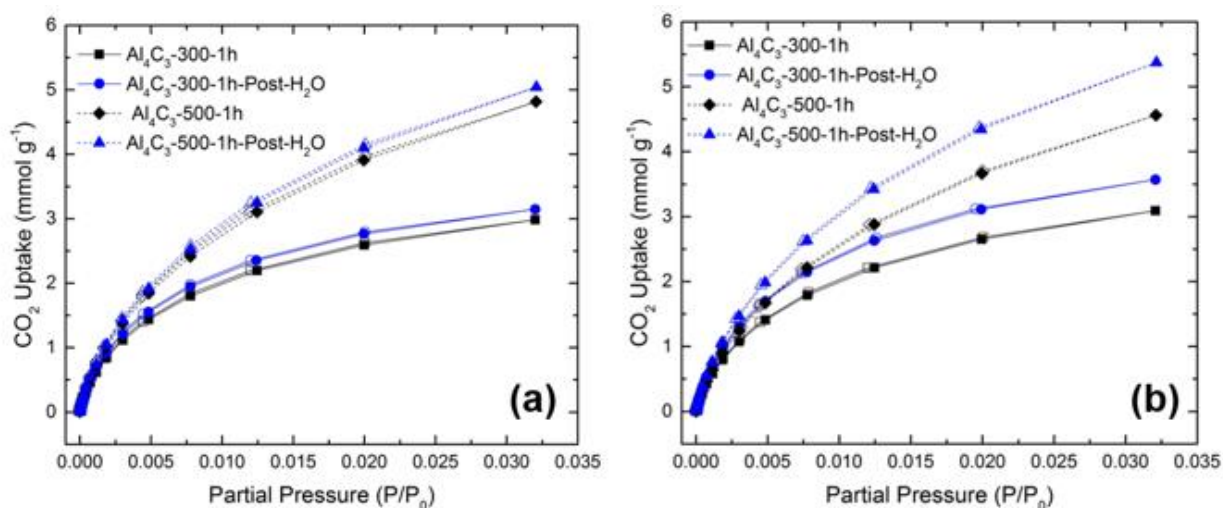 6
5
4
3
2
1
0
CO₂ Uptake (mmol g⁻¹)
Al₄C₃-300-1h
Al₄C₃-300-1h-Post-H₂O
Al₄C₃-500-1h
Al₄C₃-500-1h-Post-H₂O
(a)
0.000 0.005 0.010 0.015 0.020 0.025 0.030 0.035
Partial Pressure (P/P₀)
6
5
4
3
2
1
0
CO₂ Uptake (mmol g⁻¹)
Al₄C₃-300-1h
Al₄C₃-300-1h-Post-H₂O
Al₄C₃-500-1h
Al₄C₃-500-1h-Post-H₂O
(b)
0.000 0.005 0.010 0.015 0.020 0.025 0.030 0.035
Partial Pressure (P/P₀)